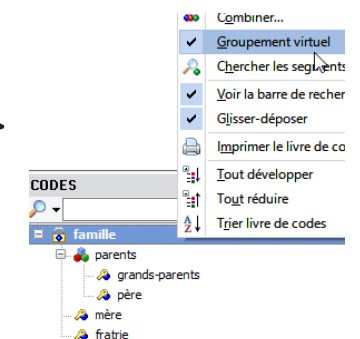 Combiner...
Groupement virtuel
Chercher les segments
Voir la barre de recher
Glisser-déposer
Imprimer le livre de co
Tout développer
Tout réduire
Trier livre de codes
CODES
famille
parents
grands-parents
père
mère
fratrie